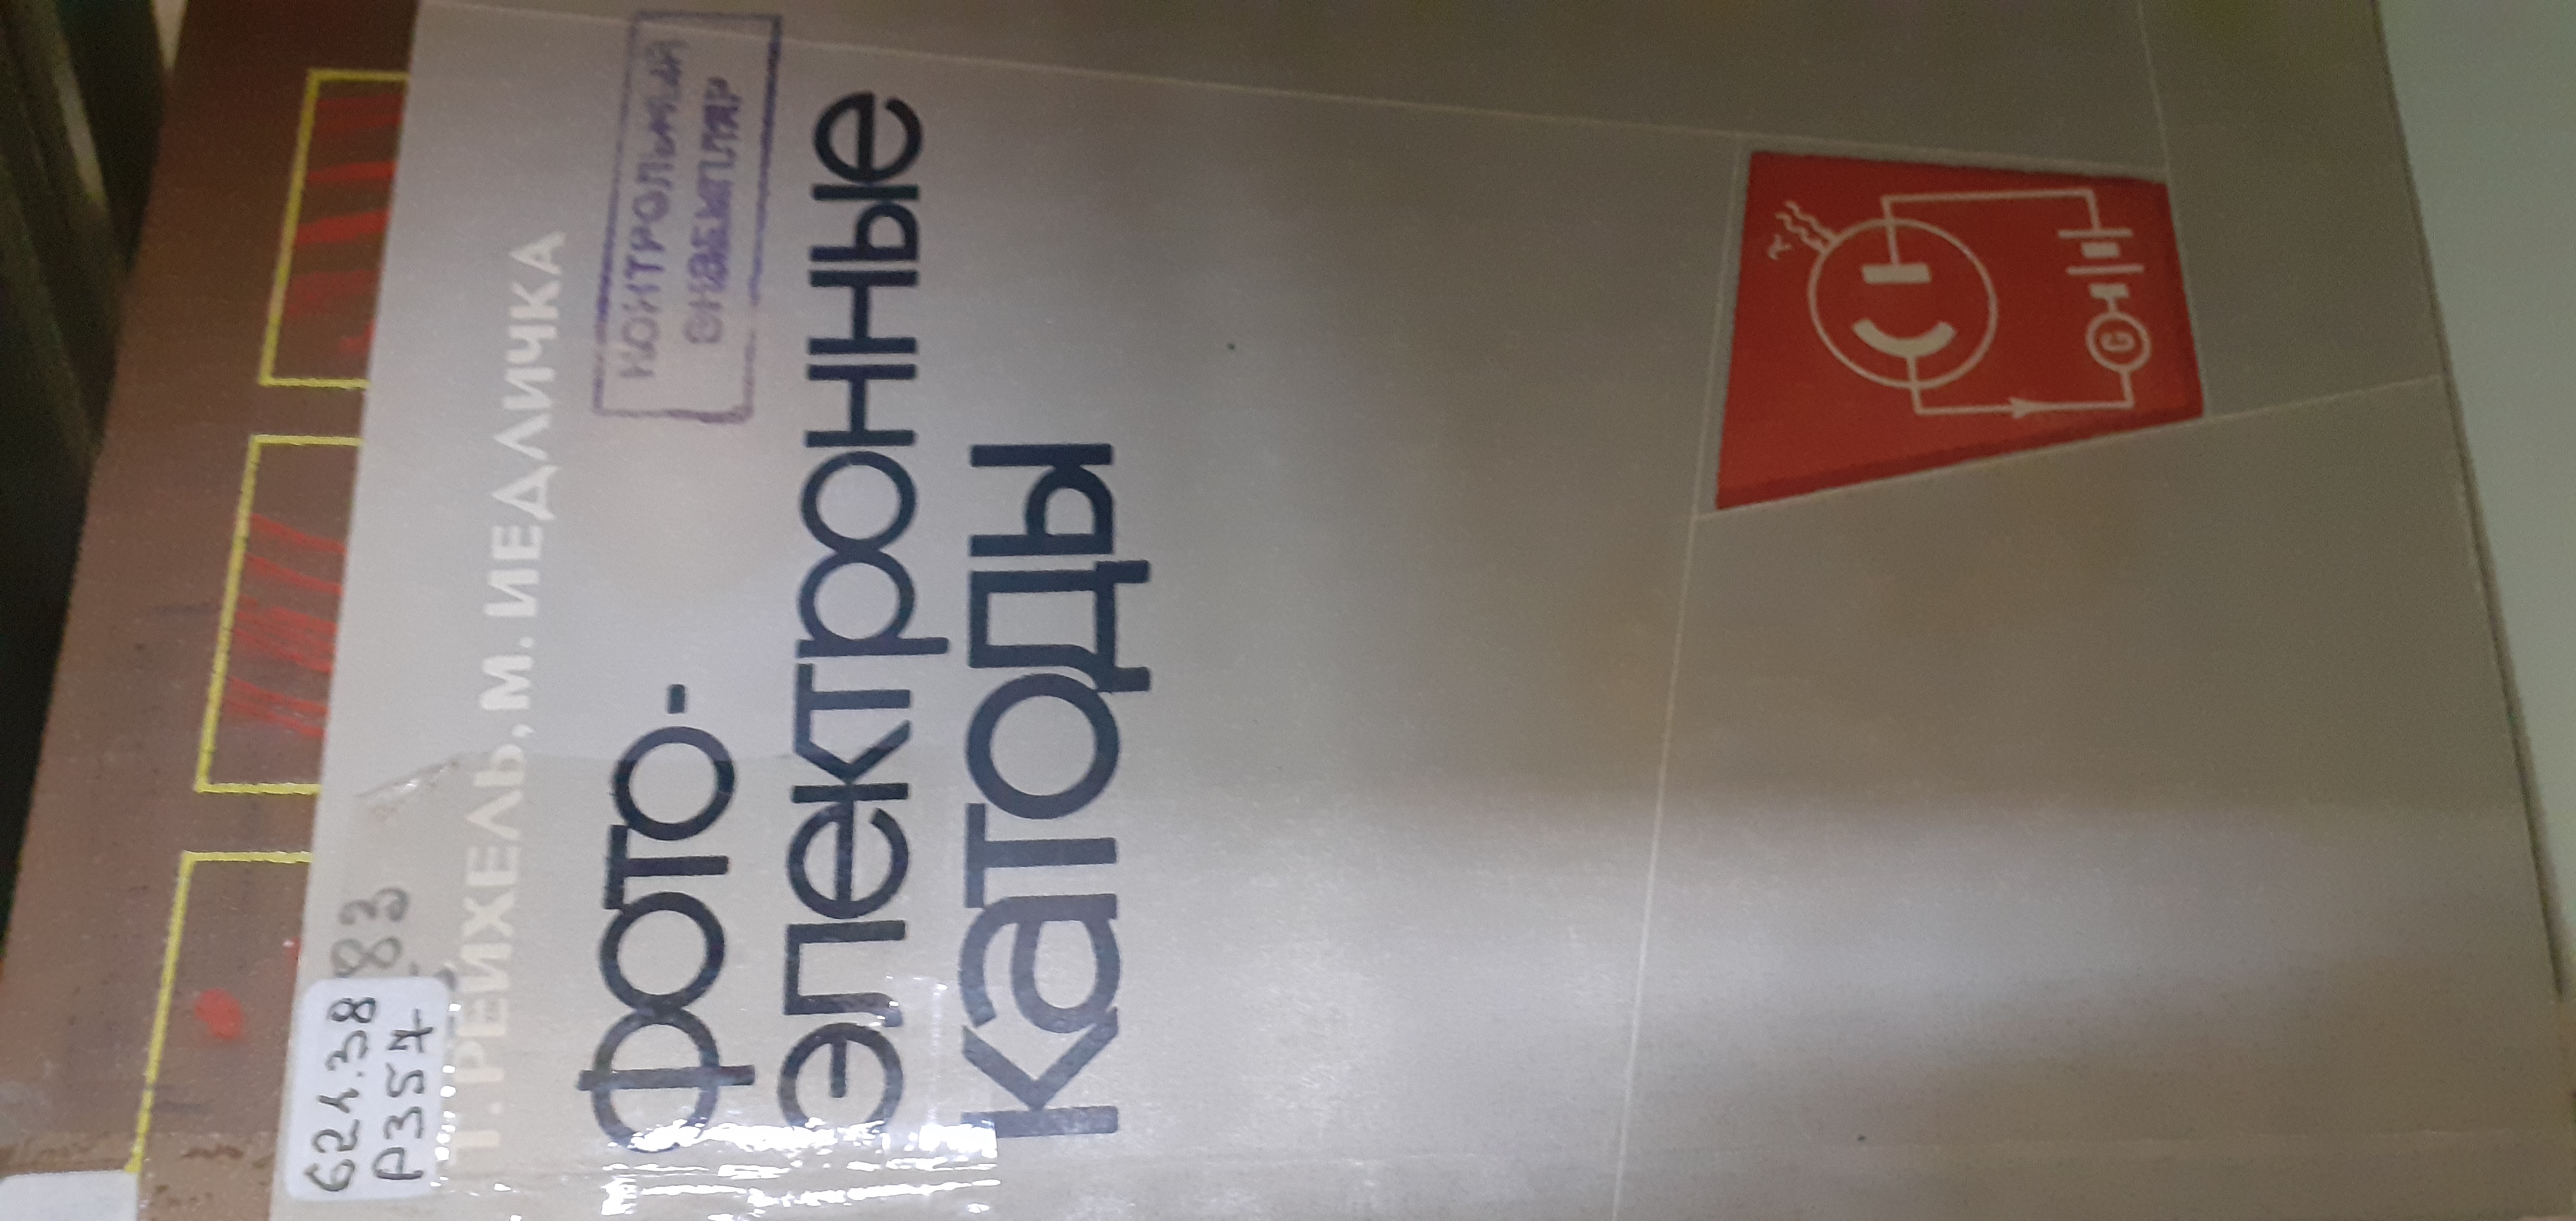 Т. РЕЙХЕЛЬ, М. ИЕДЛИЧКА
КОНТРОЛЬНЫЙ
ЭКЗЕМПЛЯР
фото-
электронные
катоды
621.38
Р357
83
G